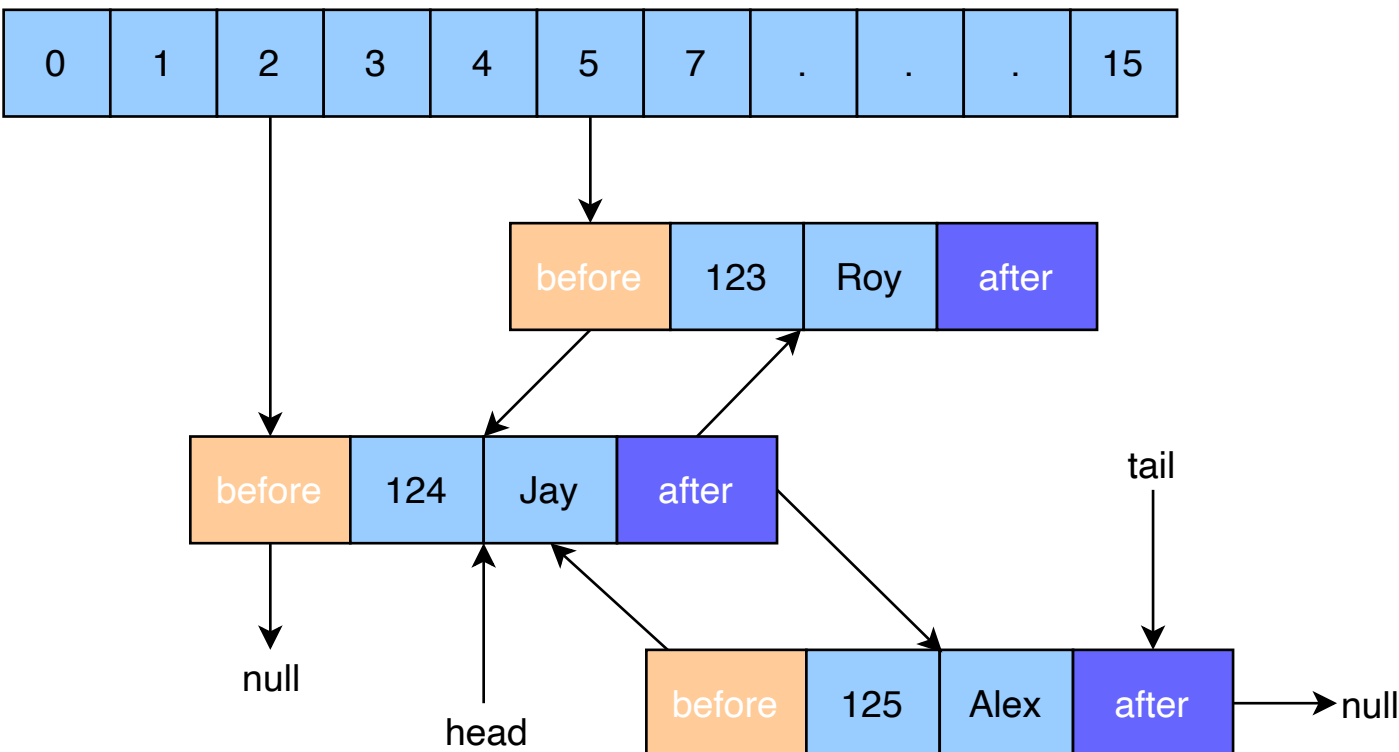 0 1 2 3 4 5 7 . . . 15
before 123 Roy after
before 124 Jay after
tail
null
before 125 Alex after
null
head